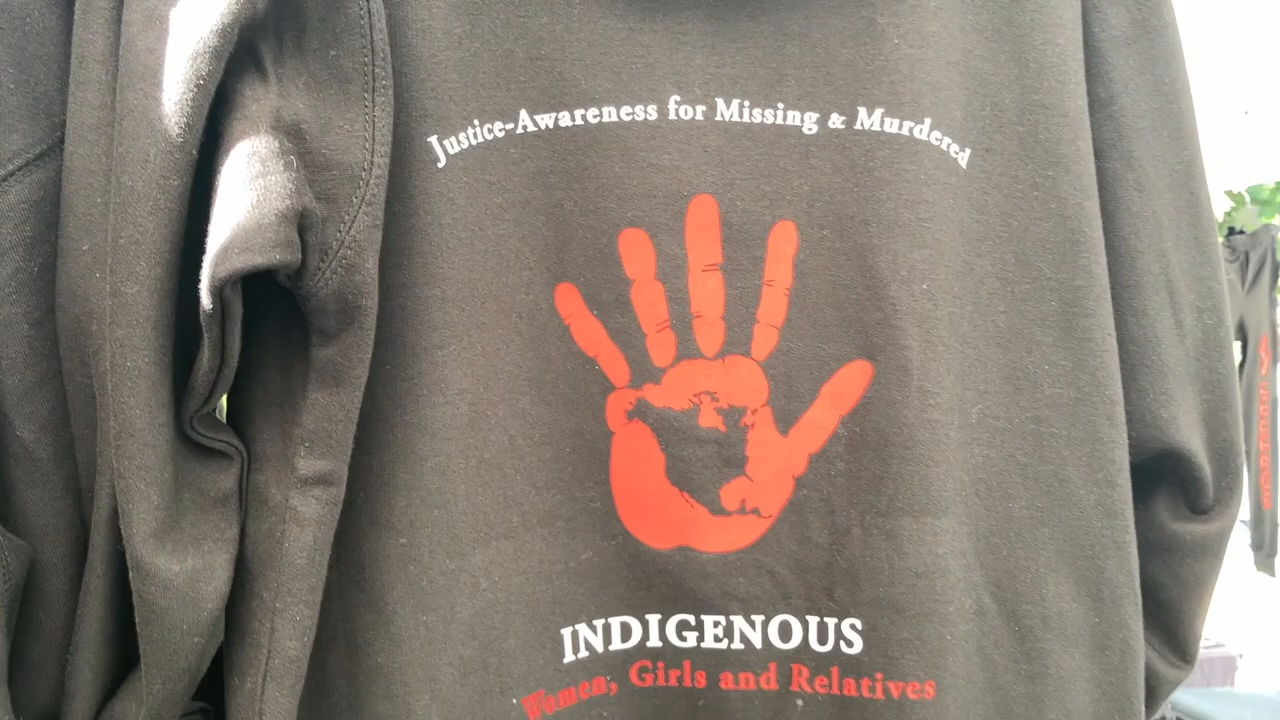 Justice-Awareness for Missing & Murdered
INDIGENOUS
Women, Girls and Relatives